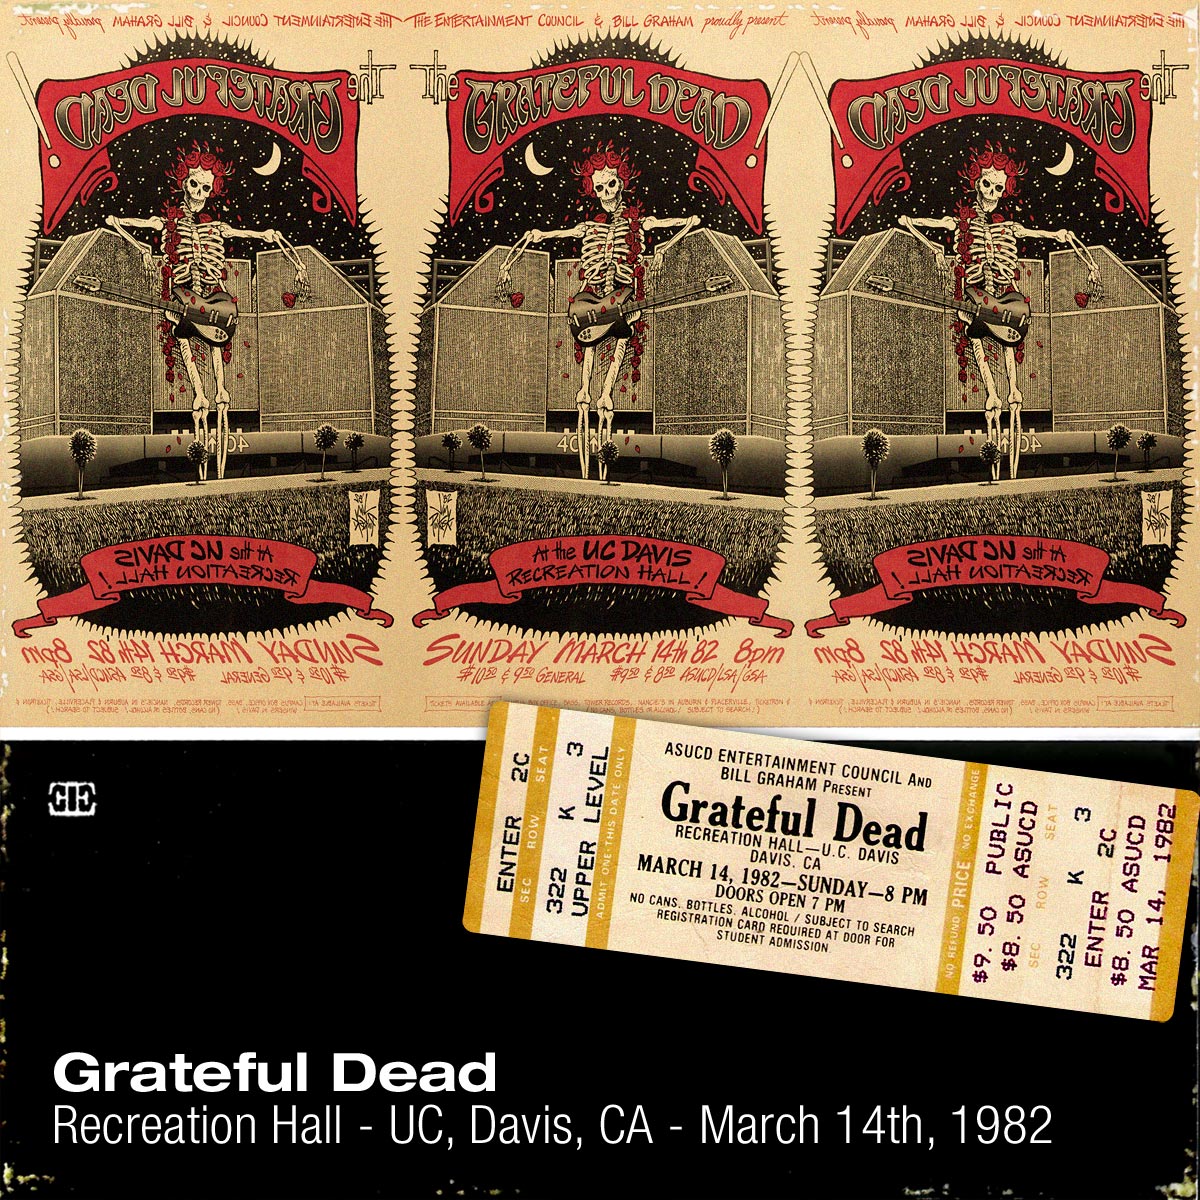 THE ENTERTAINMENT COUNCIL & BILL GRAHAM proudly present
The GRATEFUL DEAD
40 04
'82
At the UC DAVIS
RECREATION HALL!
SUNDAY MARCH 14th '82 8pm
$10.50 & 9.50 GENERAL $9.50 & 8.50 ASUCD/LSA/GSA
ENTER 2C
SEC ROW SEAT
322 K 3
UPPER LEVEL
ADMIT ONE·THIS DATE ONLY
ASUCD ENTERTAINMENT COUNCIL AND
BILL GRAHAM PRESENT
Grateful Dead
RECREATION HALL—U.C. DAVIS
DAVIS, CA
MARCH 14, 1982—SUNDAY—8 PM
DOORS OPEN 7 PM
NO CANS, BOTTLES, ALCOHOL / SUBJECT TO SEARCH
REGISTRATION CARD REQUIRED AT DOOR FOR
STUDENT ADMISSION
NO REFUND PRICE NO EXCHANGE
$9.50 PUBLIC
$8.50 ASUCD
SEC ROW SEAT
322 K 3
ENTER 2C
$8.50 ASUCD
MAR 14, 1982
Grateful Dead
Recreation Hall - UC, Davis, CA - March 14th, 1982